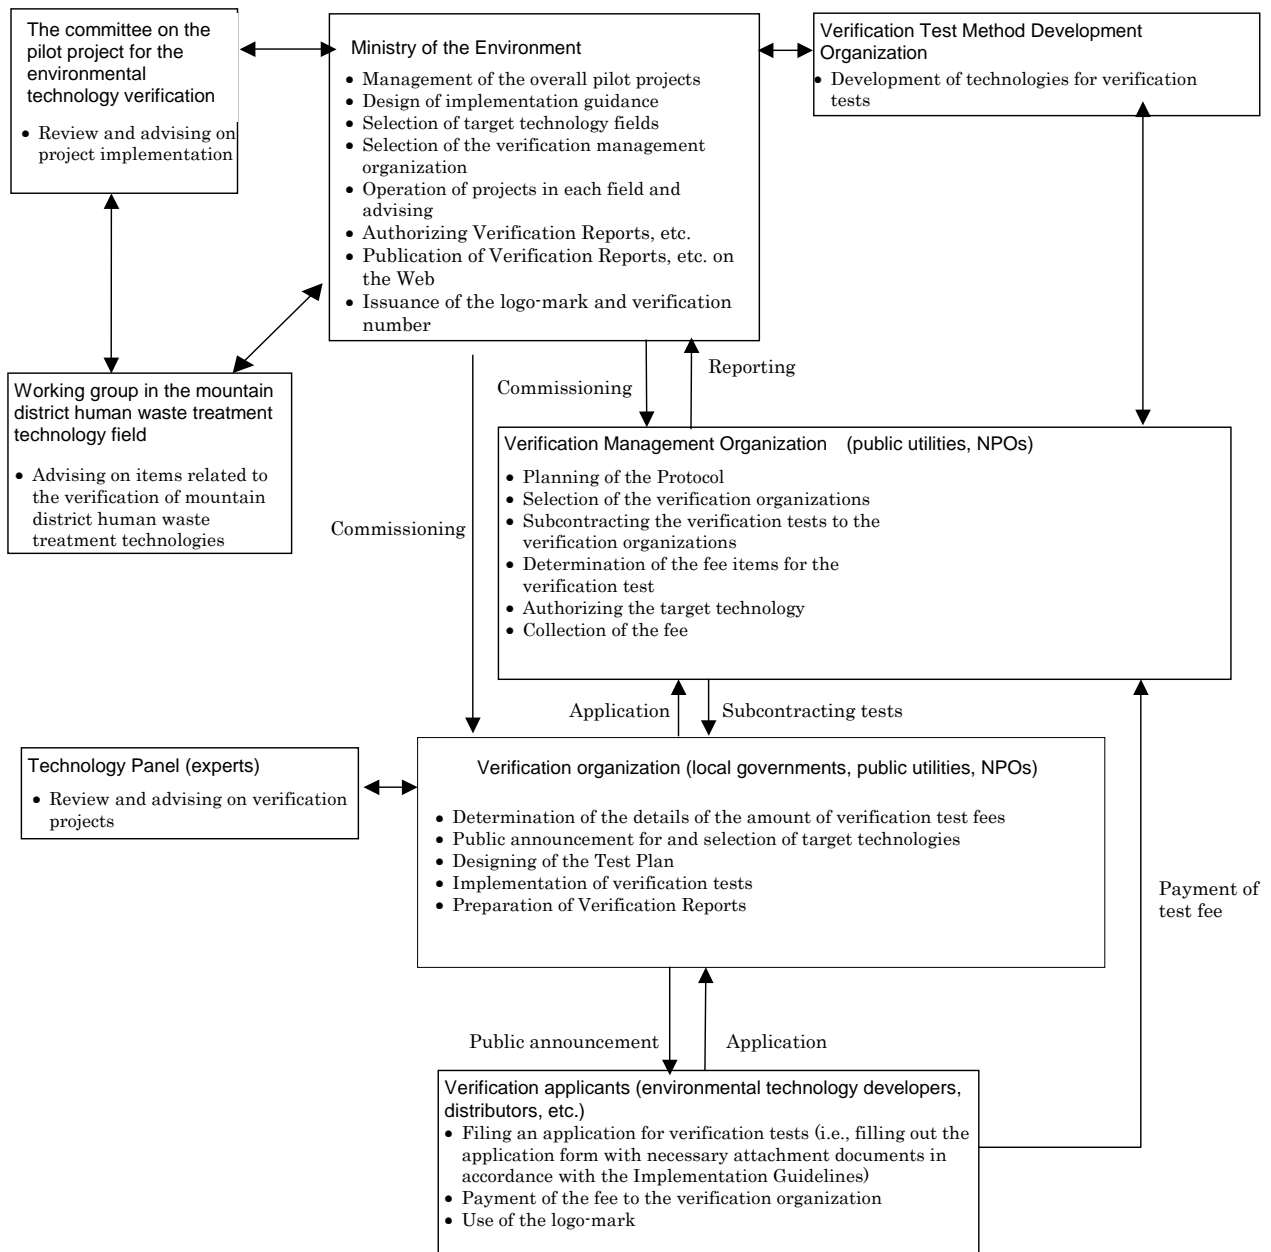 The committee on the
pilot project for the
environmental
technology verification
• Review and advising on
project implementation
Ministry of the Environment
• Management of the overall pilot projects
• Design of implementation guidance
• Selection of target technology fields
• Selection of the verification management
organization
• Operation of projects in each field and
advising
• Authorizing Verification Reports, etc.
• Publication of Verification Reports, etc. on
the Web
• Issuance of the logo-mark and verification
number
Verification Test Method Development
Organization
• Development of technologies for verification
tests
Working group in the mountain
district human waste treatment
technology field
• Advising on items related to
the verification of mountain
district human waste
treatment technologies
Commissioning
Commissioning
Reporting
Verification Management Organization (public utilities, NPOs)
• Planning of the Protocol
• Selection of the verification organizations
• Subcontracting the verification tests to the
verification organizations
• Determination of the fee items for the
verification test
• Authorizing the target technology
• Collection of the fee
Application
Subcontracting tests
Technology Panel (experts)
• Review and advising on verification
projects
Verification organization (local governments, public utilities, NPOs)
• Determination of the details of the amount of verification test fees
• Public announcement for and selection of target technologies
• Designing of the Test Plan
• Implementation of verification tests
• Preparation of Verification Reports
Payment of
test fee
Public announcement
Application
Verification applicants (environmental technology developers,
distributors, etc.)
• Filing an application for verification tests (i.e., filling out the
application form with necessary attachment documents in
accordance with the Implementation Guidelines)
• Payment of the fee to the verification organization
• Use of the logo-mark